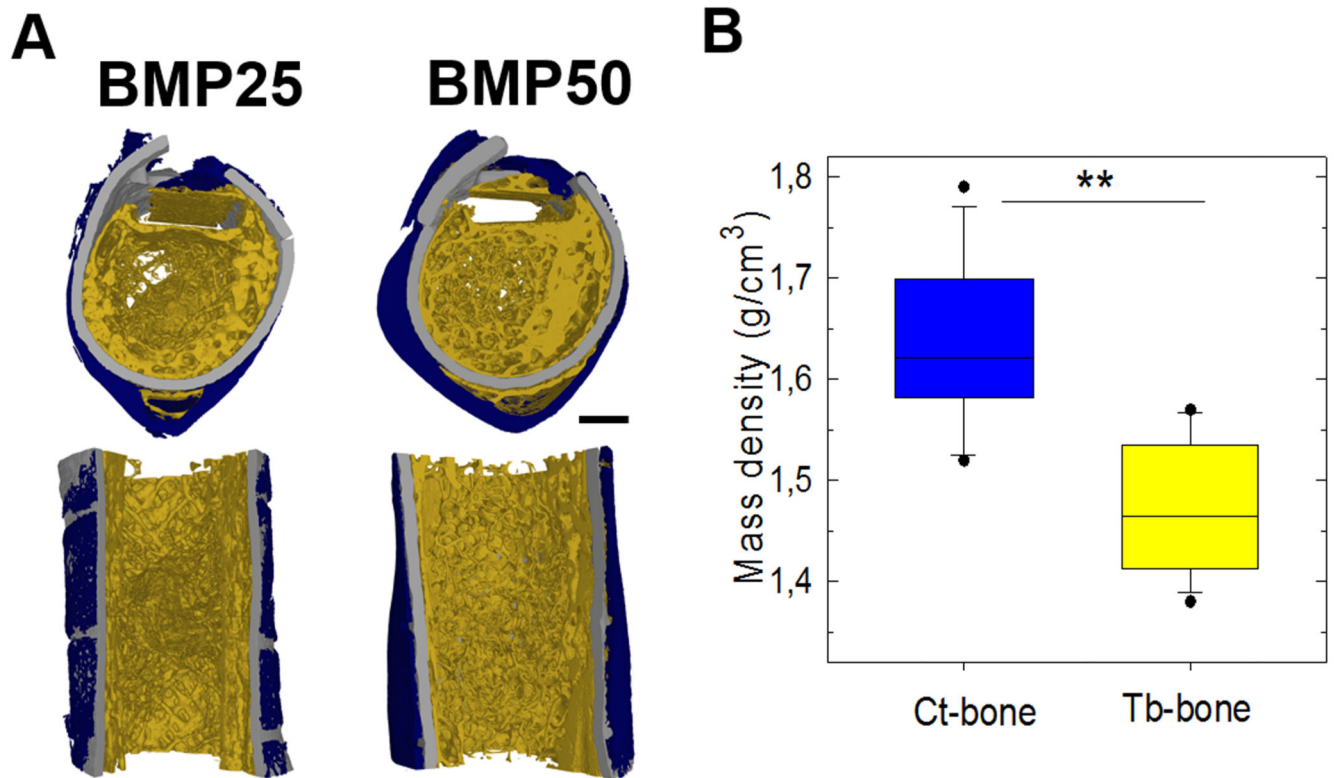 A
BMP25 BMP50
B
Mass density (g/cm³)
1,8
1,7
1,6
1,5
1,4
**
Ct-bone Tb-bone